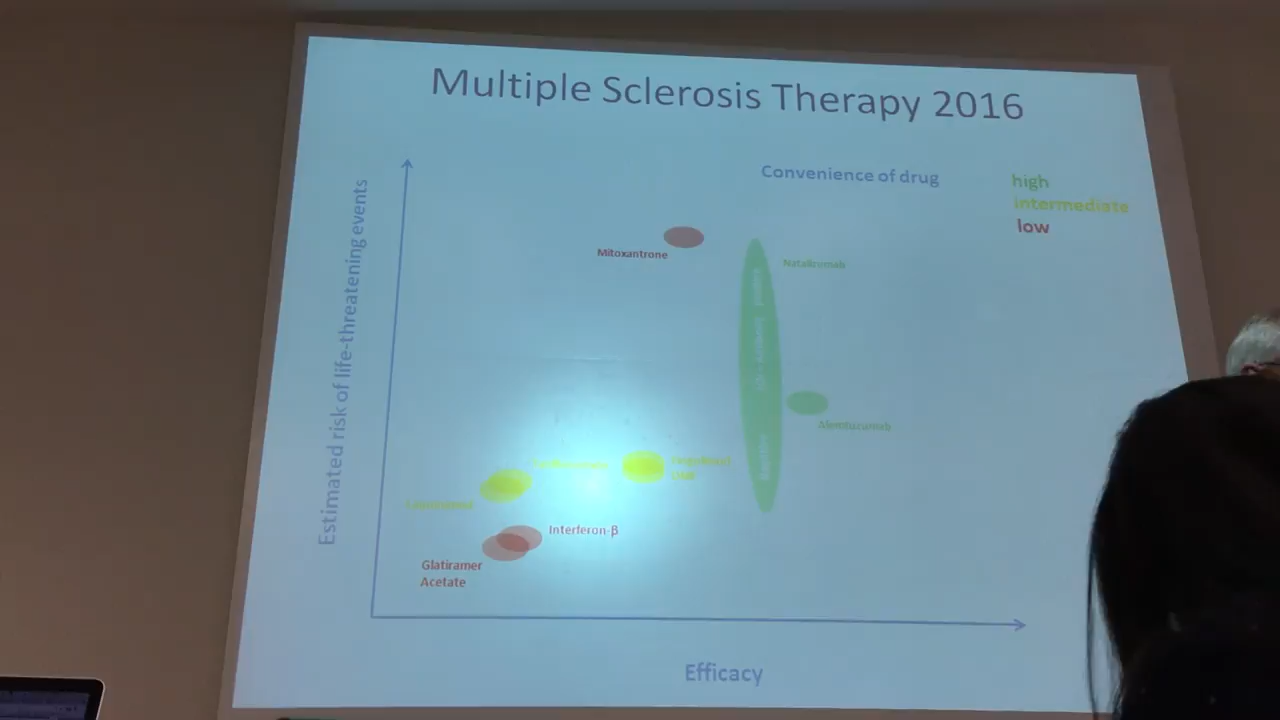 Multiple Sclerosis Therapy 2016
Convenience of drug
high
intermediate
low
Estimated risk of life-threatening events
Mitoxantrone
Natalizumab
Alemtuzumab
Interferon-β
Glatiramer
Acetate
Efficacy